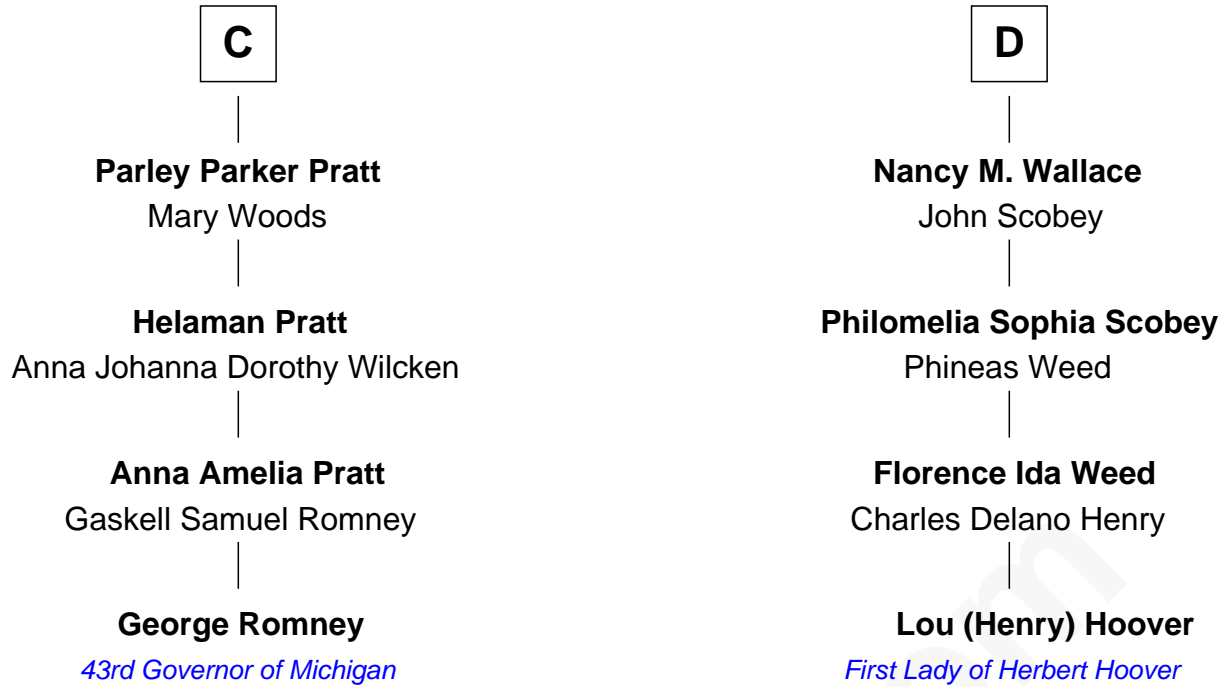 C
Parley Parker Pratt
Mary Woods
Helaman Pratt
Anna Johanna Dorothy Wilcken
Anna Amelia Pratt
Gaskell Samuel Romney
George Romney
43rd Governor of Michigan
D
Nancy M. Wallace
John Scobey
Philomelia Sophia Scobey
Phineas Weed
Florence Ida Weed
Charles Delano Henry
Lou (Henry) Hoover
First Lady of Herbert Hoover